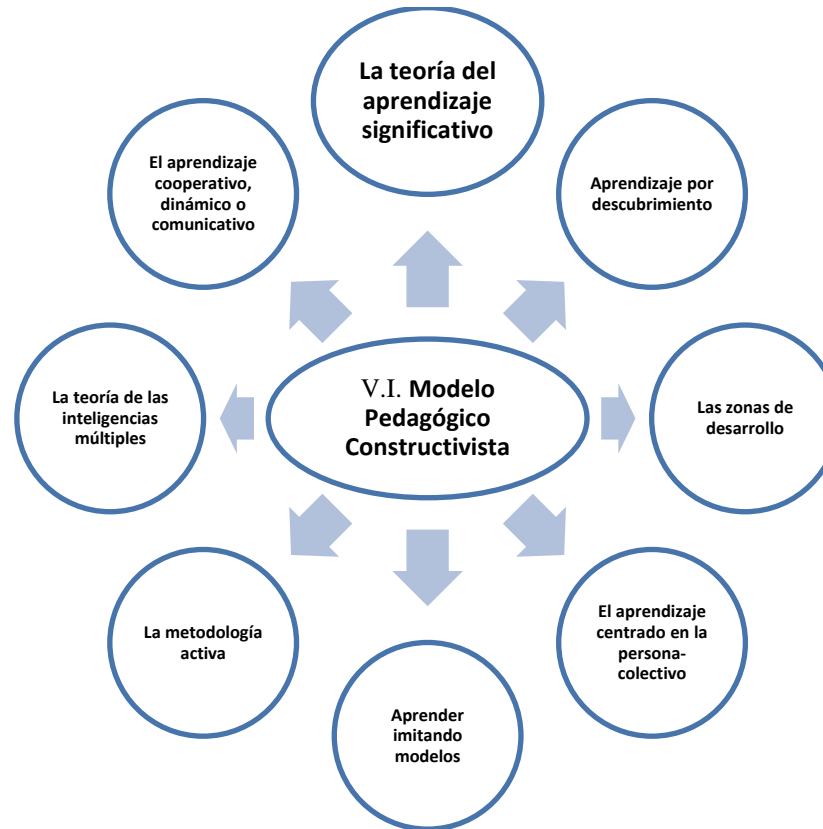 La teoría del
aprendizaje
significativo
El aprendizaje
cooperativo,
dinámico o
comunicativo
Aprendizaje por
descubrimiento
La teoría de las
inteligencias
múltiples
V.I. Modelo
Pedagógico
Constructivista
Las zonas de
desarrollo
La metodología
activa
El aprendizaje
centrado en la
persona-
colectivo
Aprender
imitando
modelos